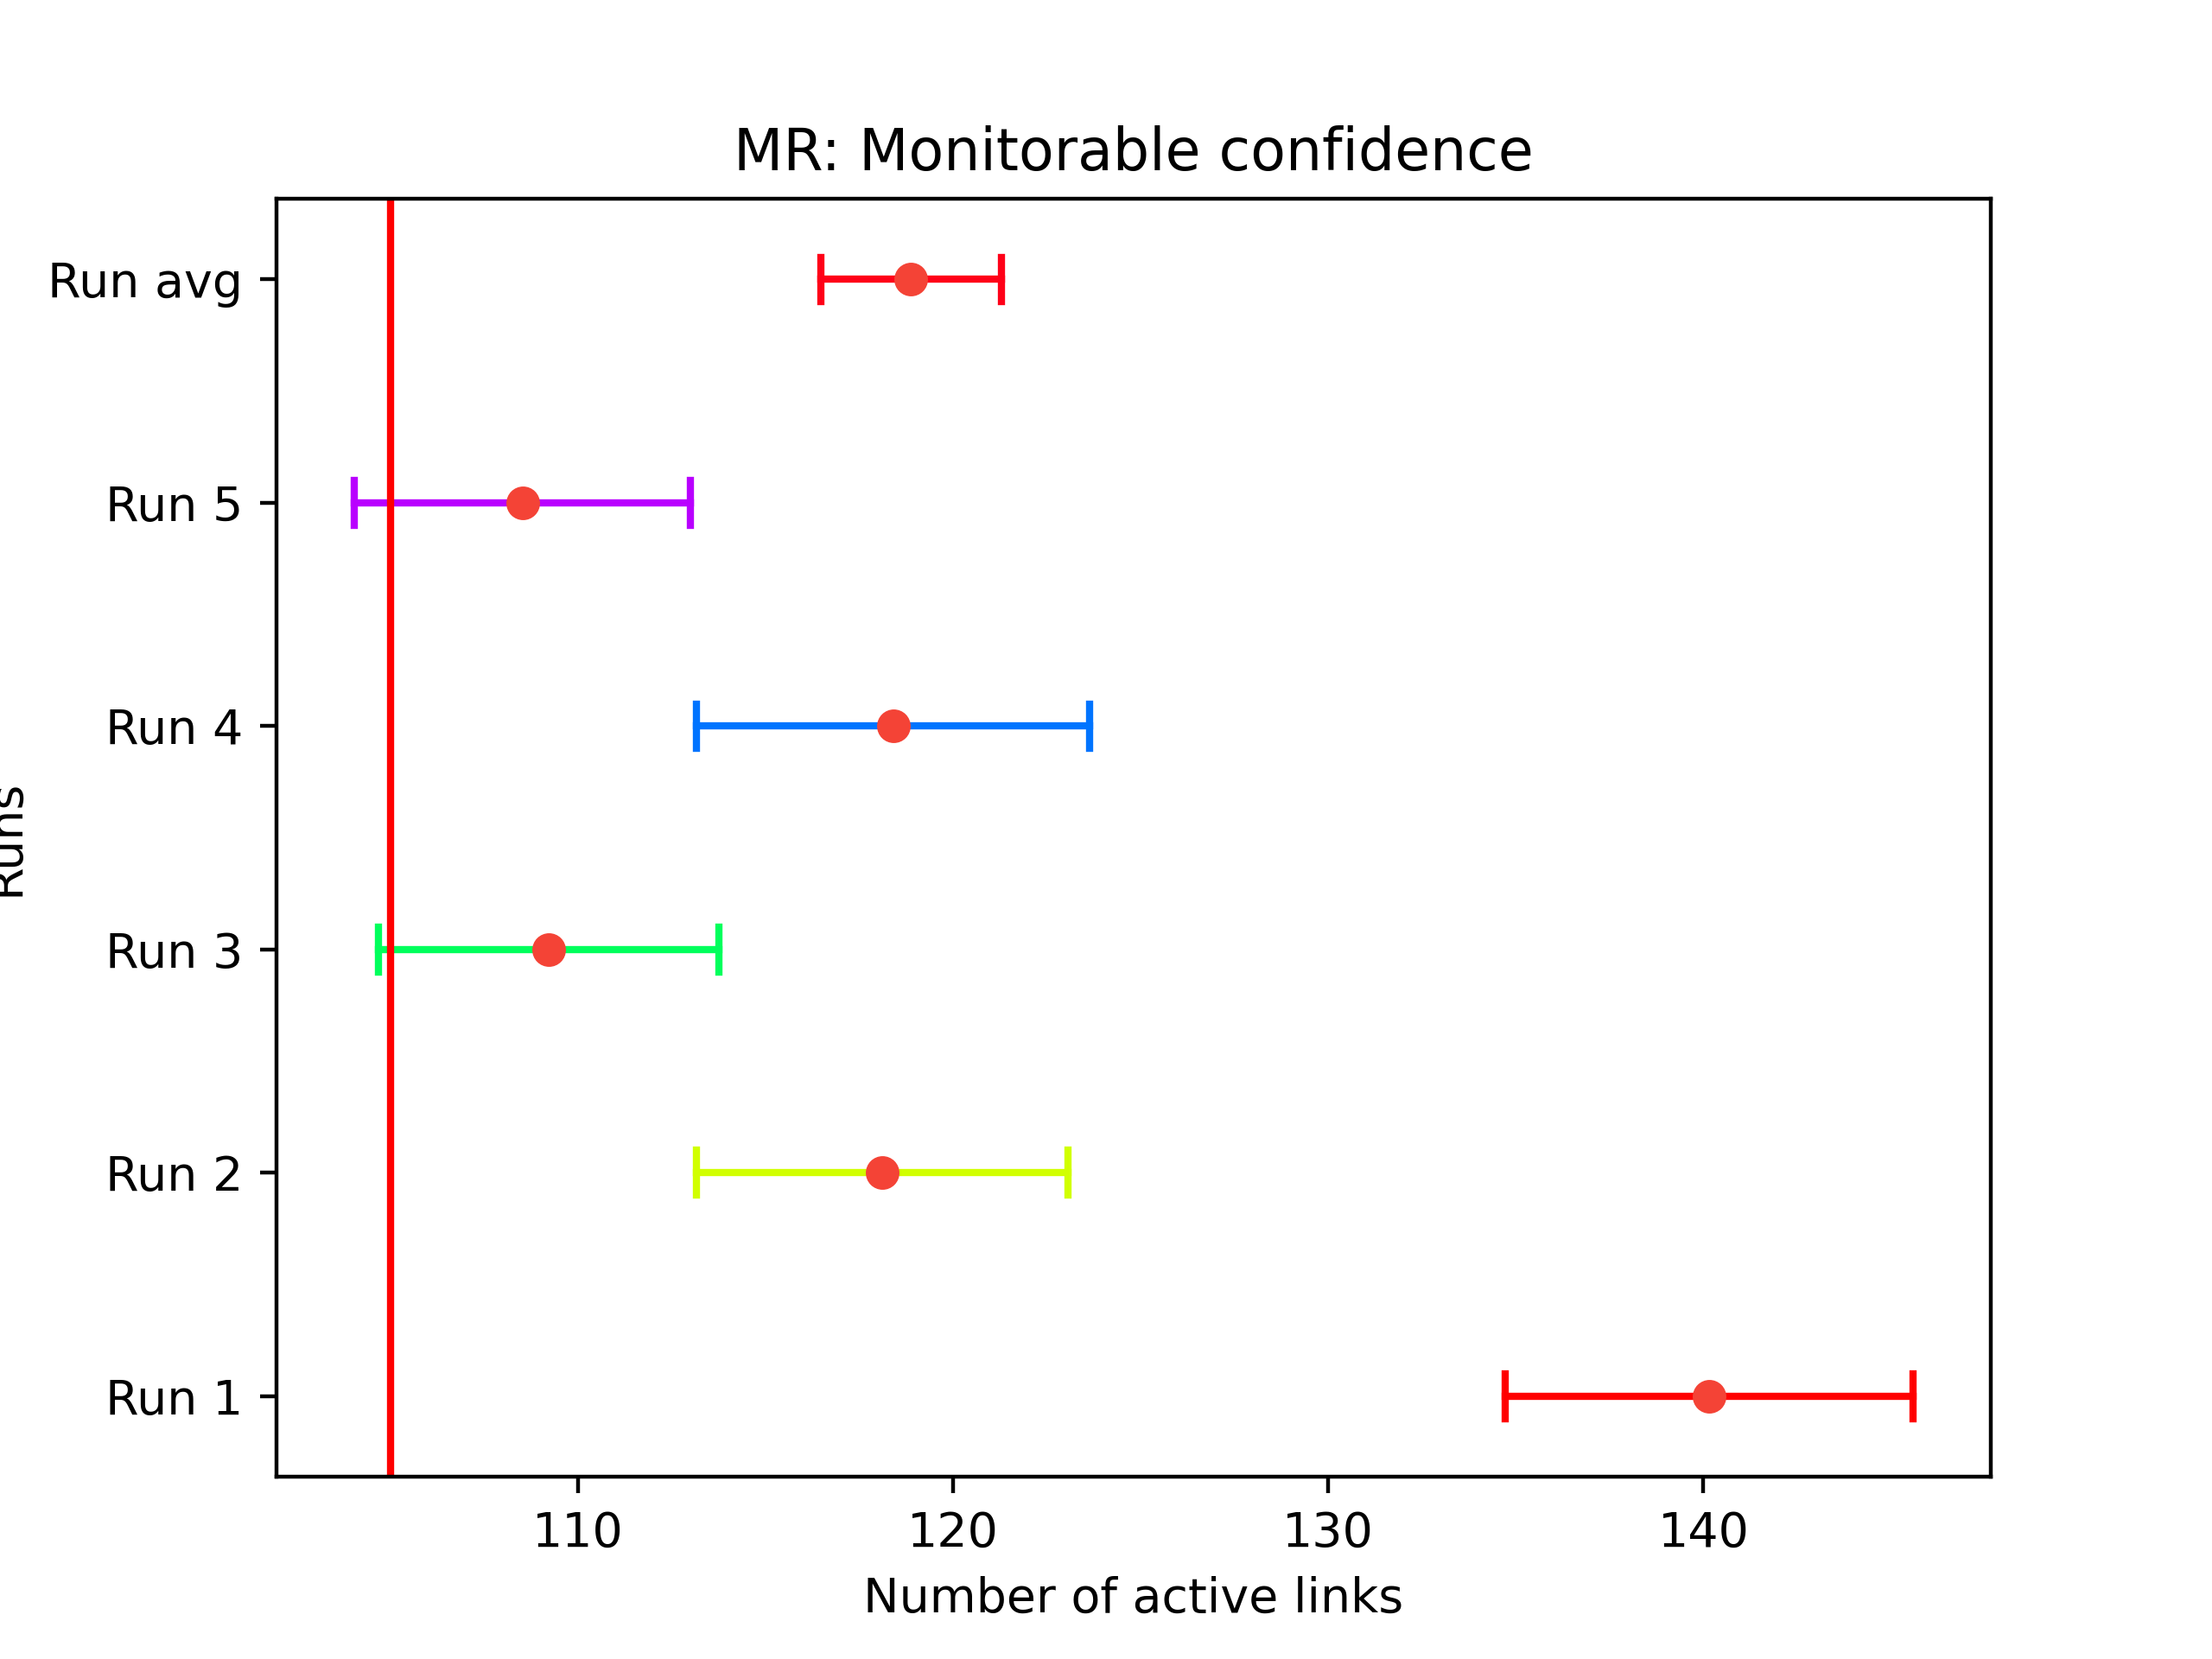 MR: Monitorable confidence
Run avg
Run 5
Run 4
Runs
Run 3
Run 2
Run 1
110 120 130 140
Number of active links